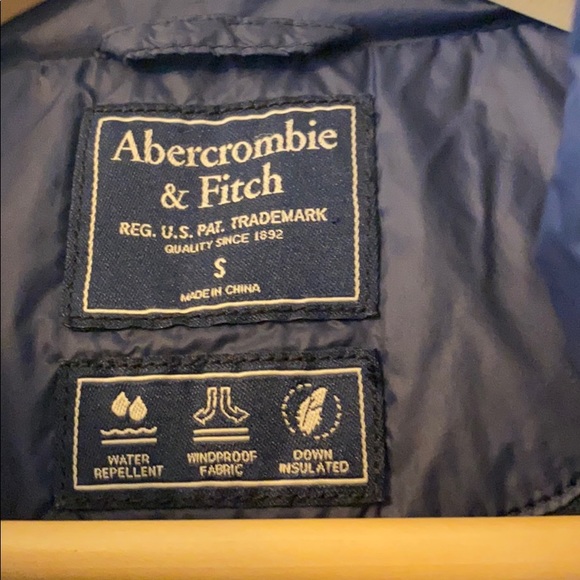 Abercrombie
& Fitch
REG. U.S. PAT. TRADEMARK
QUALITY SINCE 1892
S
MADE IN CHINA
WATER
REPELLENT
WINDPROOF
FABRIC
DOWN
INSULATED